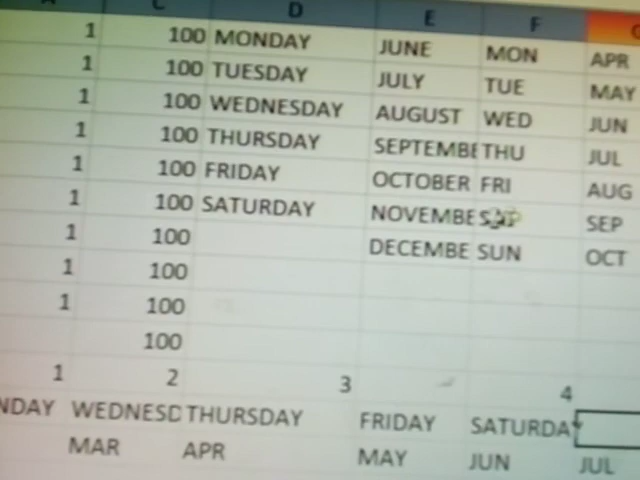 D E F
1 100 MONDAY JUNE MON APR
1 100 TUESDAY JULY TUE MAY
1 100 WEDNESDAY AUGUST WED JUN
1 100 THURSDAY SEPTEMBE THU JUL
1 100 FRIDAY OCTOBER FRI AUG
1 100 SATURDAY NOVEMBE SEP
1 100 DECEMBE SUN OCT
1 100
1 100
100
1 2 3 4
NDAY WEDNESD THURSDAY FRIDAY SATURDA
MAR APR MAY JUN JUL